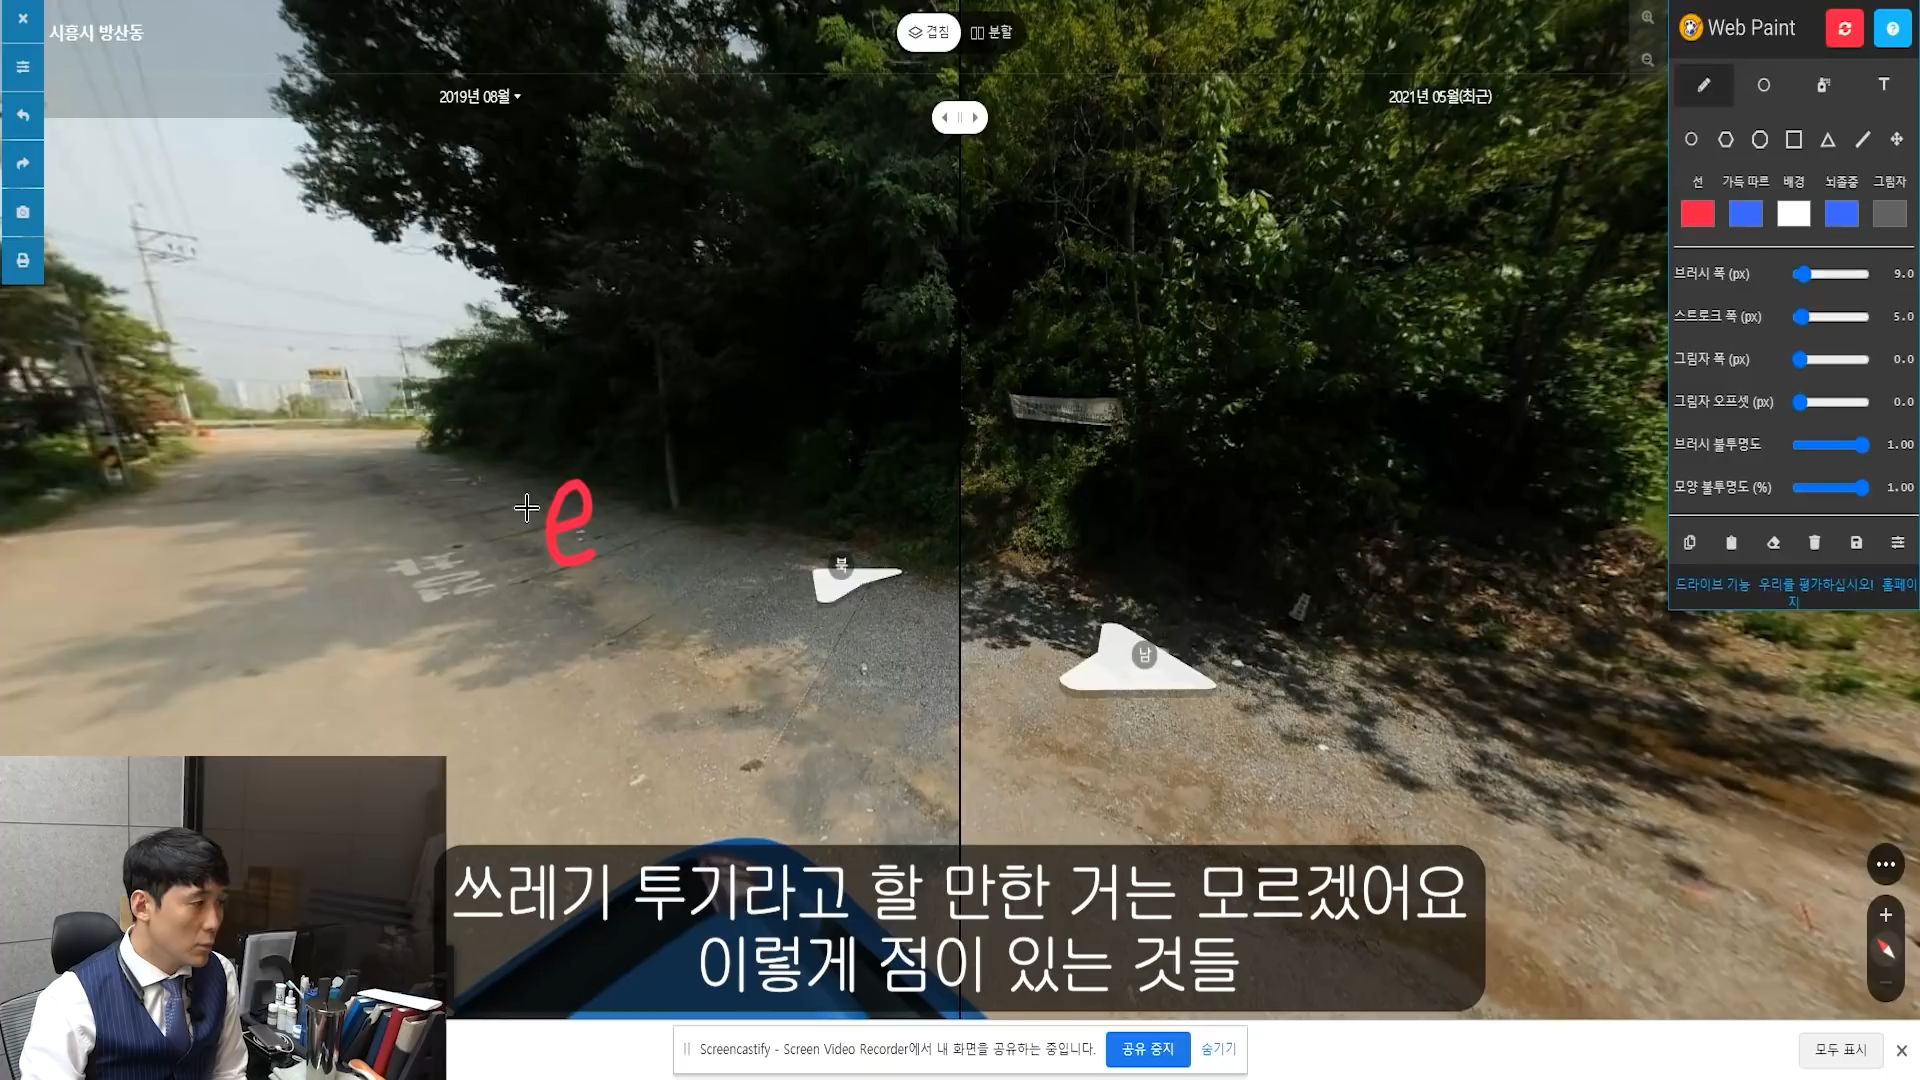 시흥시 방산동
겹침
분할
2019년 08월
2021년 05월(최근)
Web Paint
T
선
가득 따르
배경
뇌졸중
그림자
브러시 폭 (px)
9.0
스트로크 폭 (px)
5.0
그림자 폭 (px)
0.0
그림자 오프셋 (px)
0.0
브러시 불투명도
1.00
모양 불투명도 (%)
1.00
드라이브 기능 우리를 평가하십시오! 홈페이
지
e
북
남
쓰레기 투기라고 할 만한 거는 모르겠어요
이렇게 점이 있는 것들
Screencastify - Screen Video Recorder에서 내 화면을 공유하는 중입니다.
공유 중지
숨기기
모두 표시